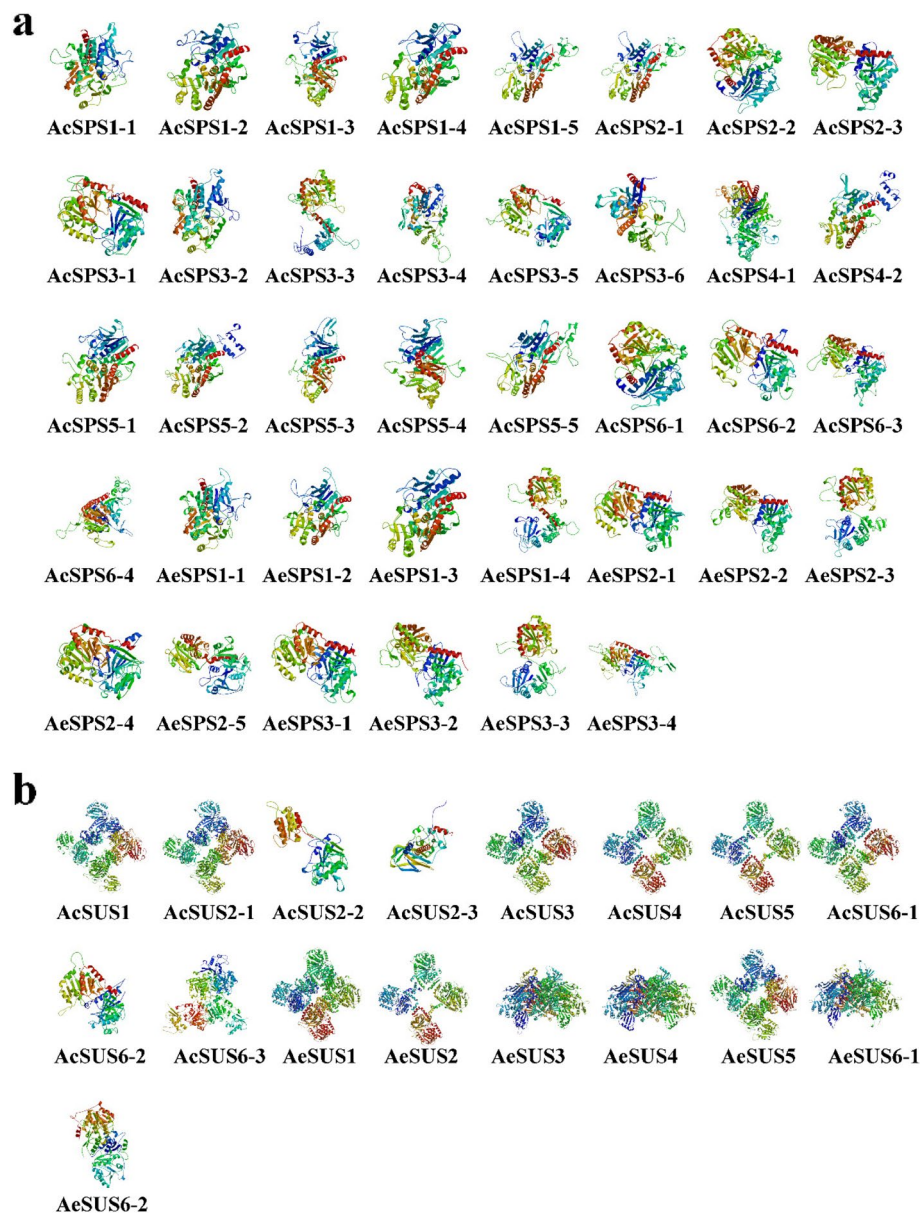 a
AcSPS1-1 AcSPS1-2 AcSPS1-3 AcSPS1-4 AcSPS1-5 AcSPS2-1 AcSPS2-2 AcSPS2-3
AcSPS3-1 AcSPS3-2 AcSPS3-3 AcSPS3-4 AcSPS3-5 AcSPS3-6 AcSPS4-1 AcSPS4-2
AcSPS5-1 AcSPS5-2 AcSPS5-3 AcSPS5-4 AcSPS5-5 AcSPS6-1 AcSPS6-2 AcSPS6-3
AcSPS6-4 AeSPS1-1 AeSPS1-2 AeSPS1-3 AeSPS1-4 AeSPS2-1 AeSPS2-2 AeSPS2-3
AeSPS2-4 AeSPS2-5 AeSPS3-1 AeSPS3-2 AeSPS3-3 AeSPS3-4
b
AcSUS1 AcSUS2-1 AcSUS2-2 AcSUS2-3 AcSUS3 AcSUS4 AcSUS5 AcSUS6-1
AcSUS6-2 AcSUS6-3 AeSUS1 AeSUS2 AeSUS3 AeSUS4 AeSUS5 AeSUS6-1
AeSUS6-2